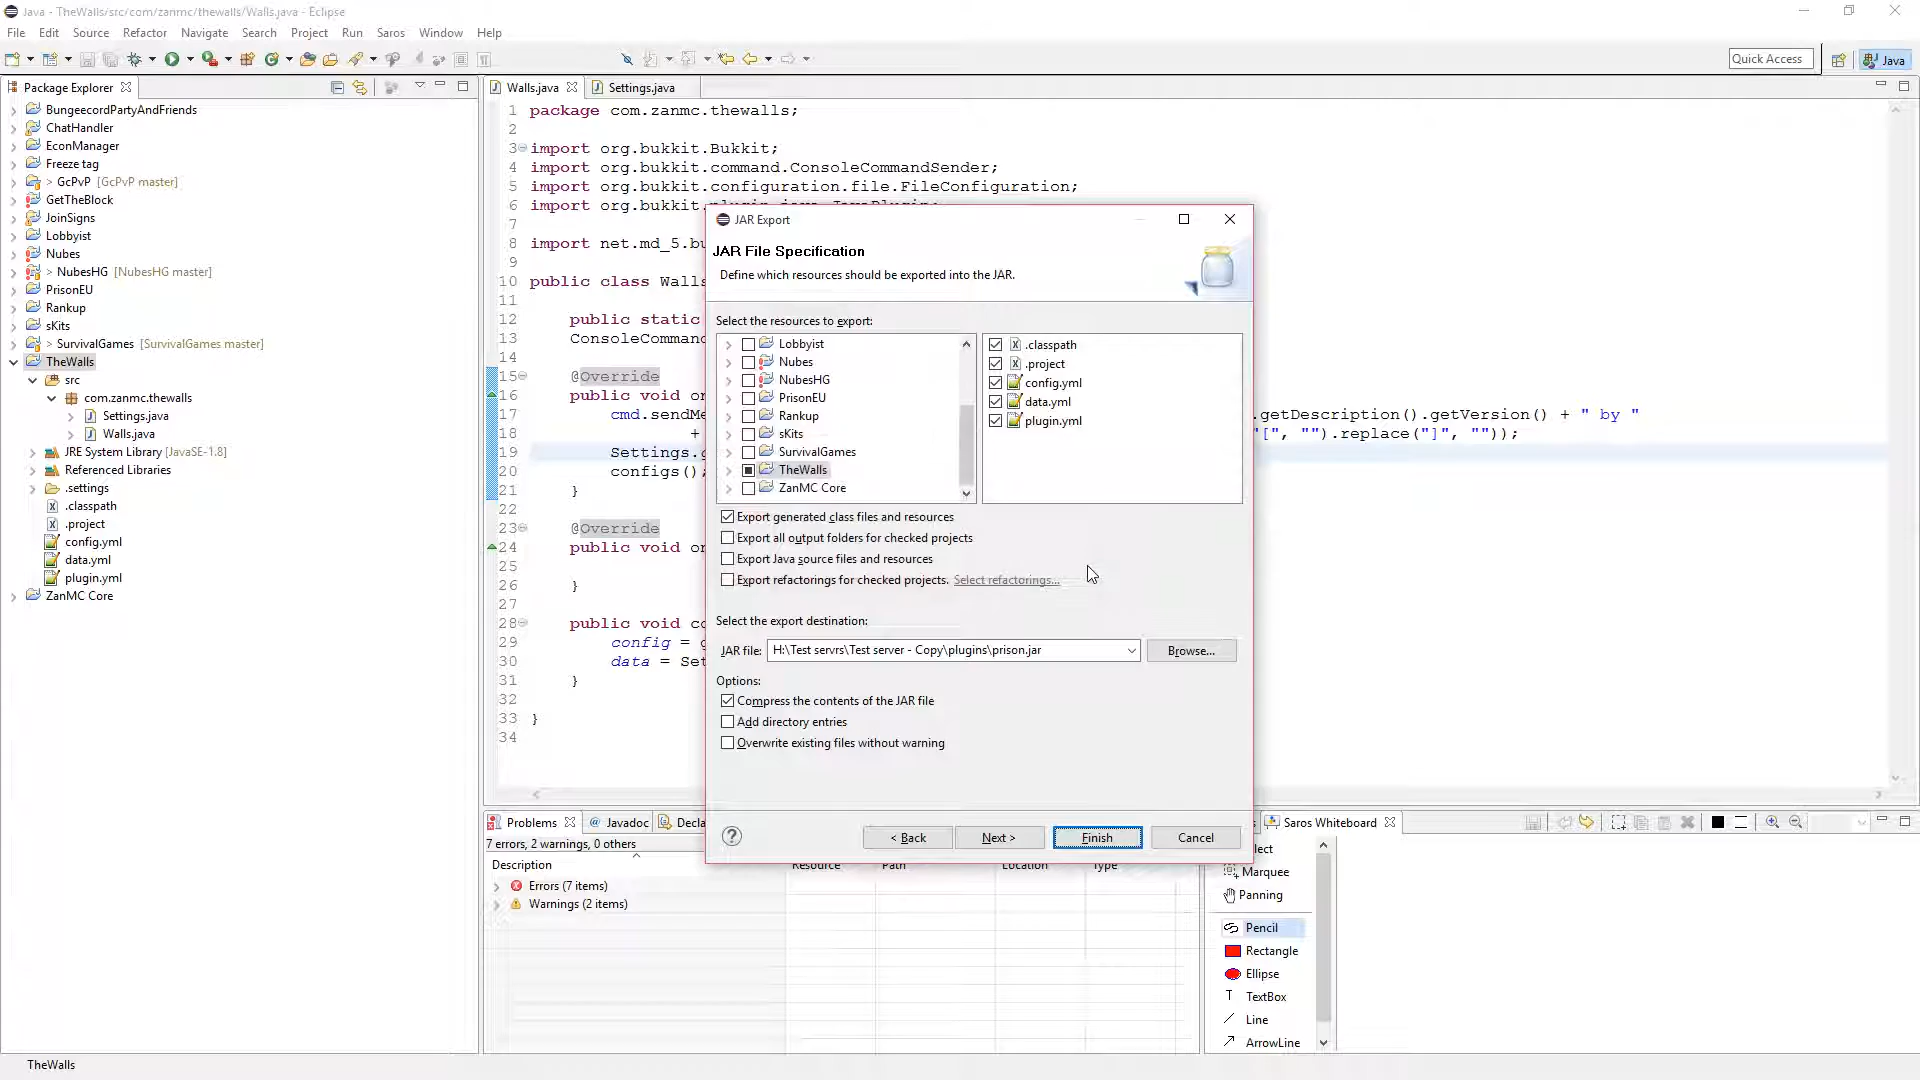 Java - TheWalls/src/com/zanmc/thewalls/Walls.java - Eclipse
File Edit Source Refactor Navigate Search Project Run Saros Window Help
Quick Access
Java
Package Explorer
BungeecordPartyAndFriends
ChatHandler
EconManager
Freeze tag
> GcPvP [GcPvP master]
GetTheBlock
JoinSigns
Lobbyist
Nubes
> NubesHG [NubesHG master]
PrisonEU
Rankup
sKits
> SurvivalGames [SurvivalGames master]
TheWalls
src
com.zanmc.thewalls
Settings.java
Walls.java
JRE System Library [JavaSE-1.8]
Referenced Libraries
.settings
.classpath
.project
config.yml
data.yml
plugin.yml
ZanMC Core
Walls.java
Settings.java
1 package com.zanmc.thewalls;
2
3 import org.bukkit.Bukkit;
4 import org.bukkit.command.ConsoleCommandSender;
5 import org.bukkit.configuration.file.FileConfiguration;
6 import org.bukkit.
7
8 import net.md_5.bu
9
10 public class Walls
11
12 public static
13 ConsoleCommand
14
15 @Override
16 public void on
17 cmd.sendMe .getDescription().getVersion() + " by "
18 + "[", "").replace("]", ""));
19 Settings.g
20 configs();
21 }
22
23 @Override
24 public void on
25
26 }
27
28 public void co
29 config = g
30 data = Set
31 }
32
33 }
34
JAR Export
JAR File Specification
Define which resources should be exported into the JAR.
Select the resources to export:
Lobbyist
Nubes
NubesHG
PrisonEU
Rankup
sKits
SurvivalGames
TheWalls
ZanMC Core
.classpath
.project
config.yml
data.yml
plugin.yml
Export generated class files and resources
Export all output folders for checked projects
Export Java source files and resources
Export refactorings for checked projects. Select refactorings...
Select the export destination:
JAR file: H:\Test servrs\Test server - Copy\plugins\prison.jar Browse...
Options:
Compress the contents of the JAR file
Add directory entries
Overwrite existing files without warning
< Back Next > Finish Cancel
Problems
@ Javadoc
Decla
7 errors, 2 warnings, 0 others
Description Resource Path Location Type
Errors (7 items)
Warnings (2 items)
Saros Whiteboard
lect
Marquee
Panning
Pencil
Rectangle
Ellipse
T TextBox
Line
ArrowLine
TheWalls